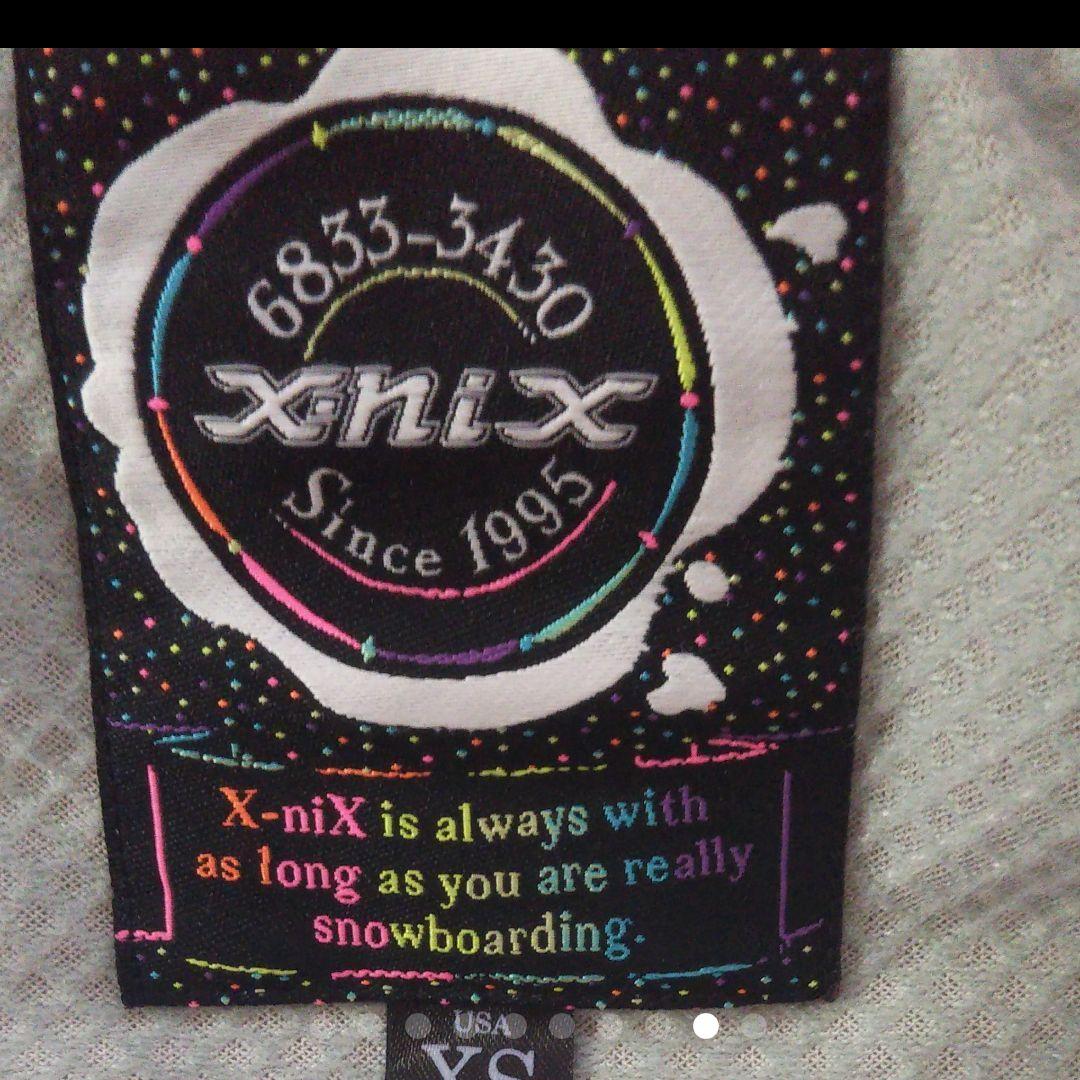 6833-3430
x-nix
Since 1995
X-niX is always with
as long as you are really
snowboarding.
USA
XS